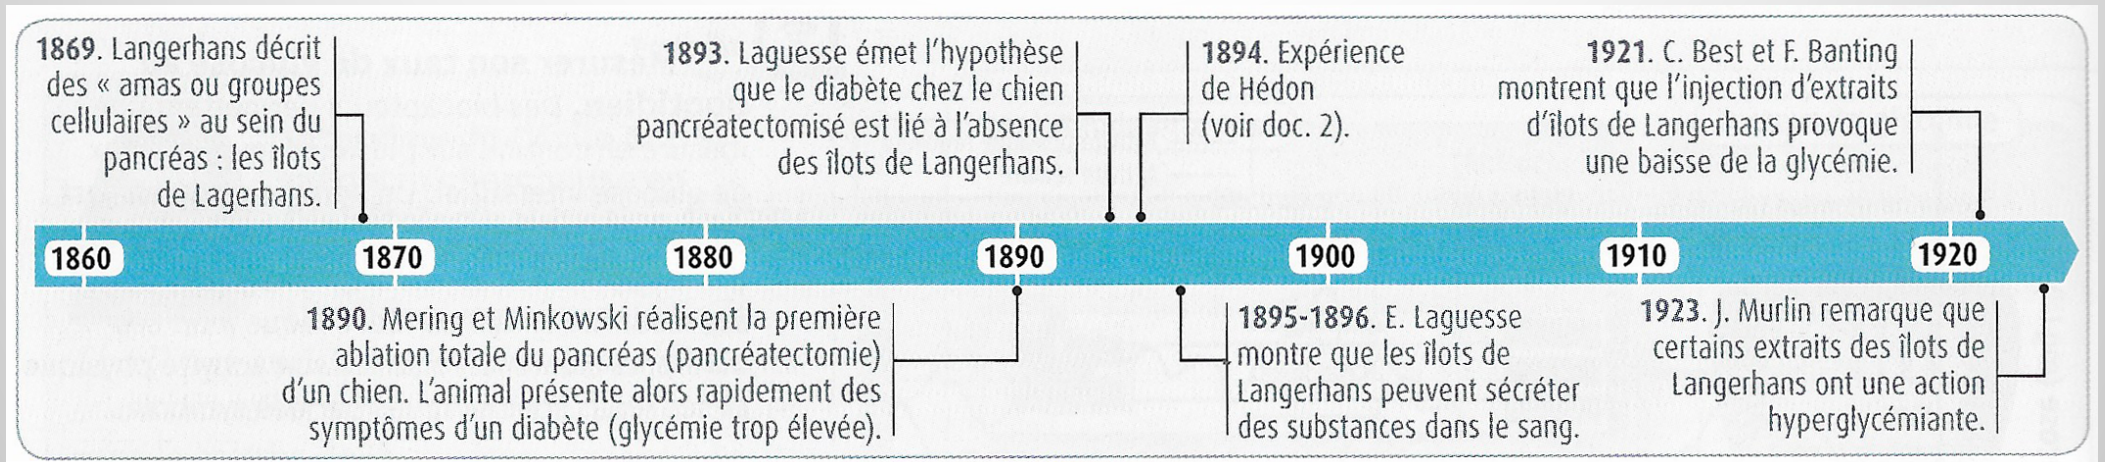 1869. Langerhans décrit
des « amas ou groupes
cellulaires » au sein du
pancréas : les îlots
de Lagerhans.
1893. Laguesse émet l'hypothèse
que le diabète chez le chien
pancréatectomisé est lié à l'absence
des îlots de Langerhans.
1894. Expérience
de Hédon
(voir doc. 2).
1921. C. Best et F. Banting
montrent que l'injection d'extraits
d'îlots de Langerhans provoque
une baisse de la glycémie.
1860 1870 1880 1890 1900 1910 1920
1890. Mering et Minkowski réalisent la première
ablation totale du pancréas (pancréatectomie)
d'un chien. L'animal présente alors rapidement des
symptômes d'un diabète (glycémie trop élevée).
1895-1896. E. Laguesse
montre que les îlots de
Langerhans peuvent sécréter
des substances dans le sang.
1923. J. Murlin remarque que
certains extraits des îlots de
Langerhans ont une action
hyperglycémiante.